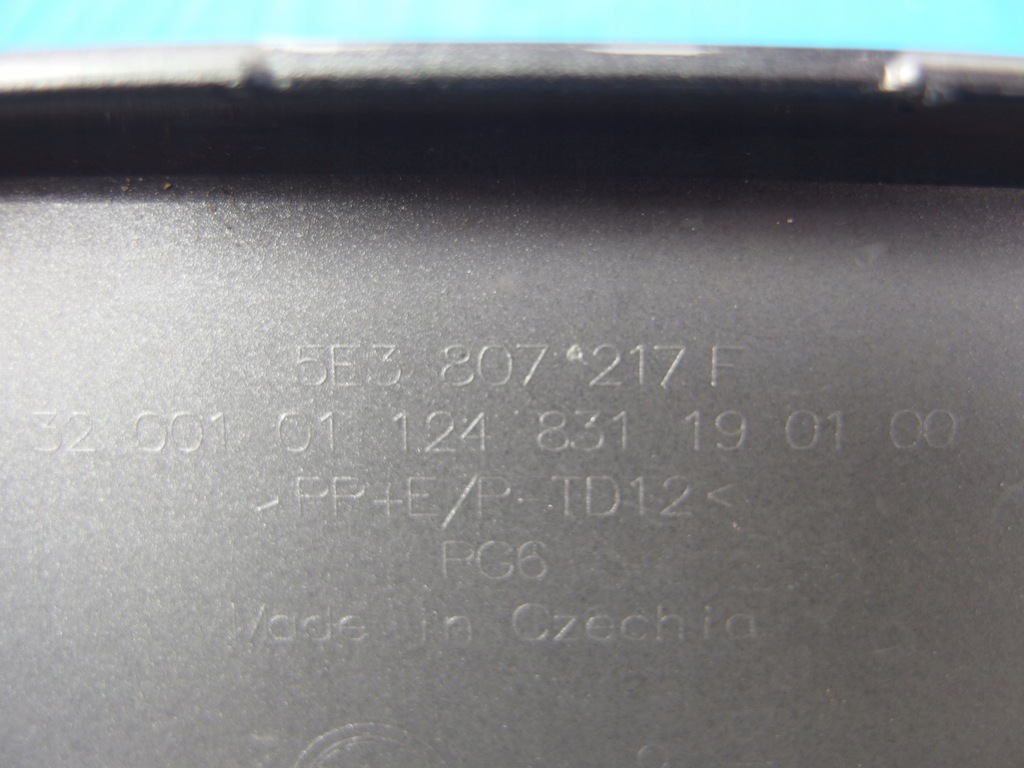 5E3 807 217 F
32 001 01 124 831 19 01 00
>PP+E/P-TD12<
PG6
Made in Czechia